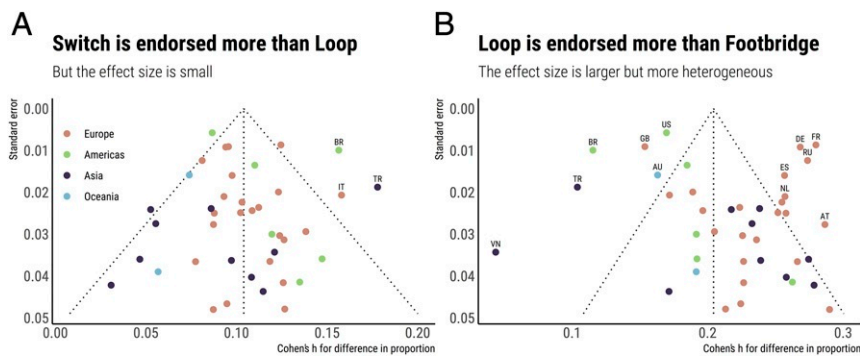 A
Switch is endorsed more than Loop
But the effect size is small
Standard error
0.00
0.01
0.02
0.03
0.04
0.05
Europe
Americas
Asia
Oceania
BR
TR
IT
0.00
0.05
0.10
0.15
0.20
Cohen's h for difference in proportion
B
Loop is endorsed more than Footbridge
The effect size is larger but more heterogeneous
Standard error
0.00
0.01
0.02
0.03
0.04
0.05
US
BR
GB
DE
FR
RU
AU
ES
TR
NL
AT
VN
0.1
0.2
0.3
Cohen's h for difference in proportion